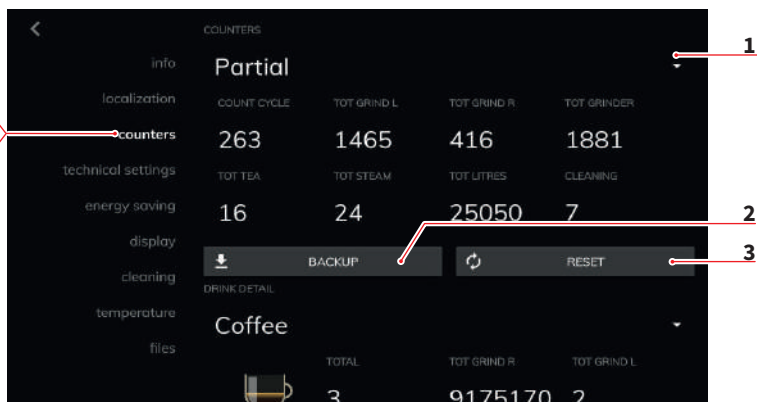 COUNTERS
info
Partial
1
localization
COUNT CYCLE TOT GRIND L TOT GRIND R TOT GRINDER
counters
263 1465 416 1881
technical settings
TOT TEA TOT STEAM TOT LITRES CLEANING
energy saving
16 24 25050 7
2
display
BACKUP RESET
3
cleaning
DRINK DETAIL
temperature
Coffee
files
TOTAL TOT GRIND R TOT GRIND L
3 9175170 2